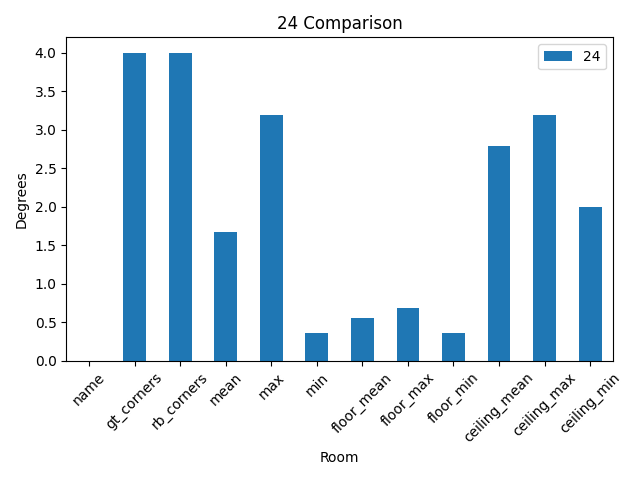 24 Comparison
24
Degrees
4.0
3.5
3.0
2.5
2.0
1.5
1.0
0.5
0.0
name
gt_corners
rb_corners
mean
max
min
floor_mean
floor_max
floor_min
ceiling_mean
ceiling_max
ceiling_min
Room